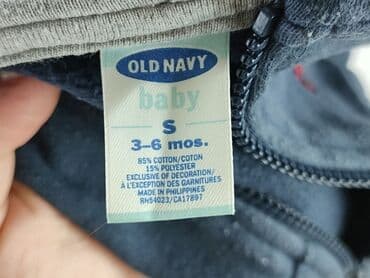 OLD NAVY
baby
S
3-6 mos.
85% COTTON/COTON
15% POLYESTER
EXCLUSIVE OF DECORATION/
À L'EXCEPTION DES GARNITURES
MADE IN PHILIPPINES
RN54023/CA17897